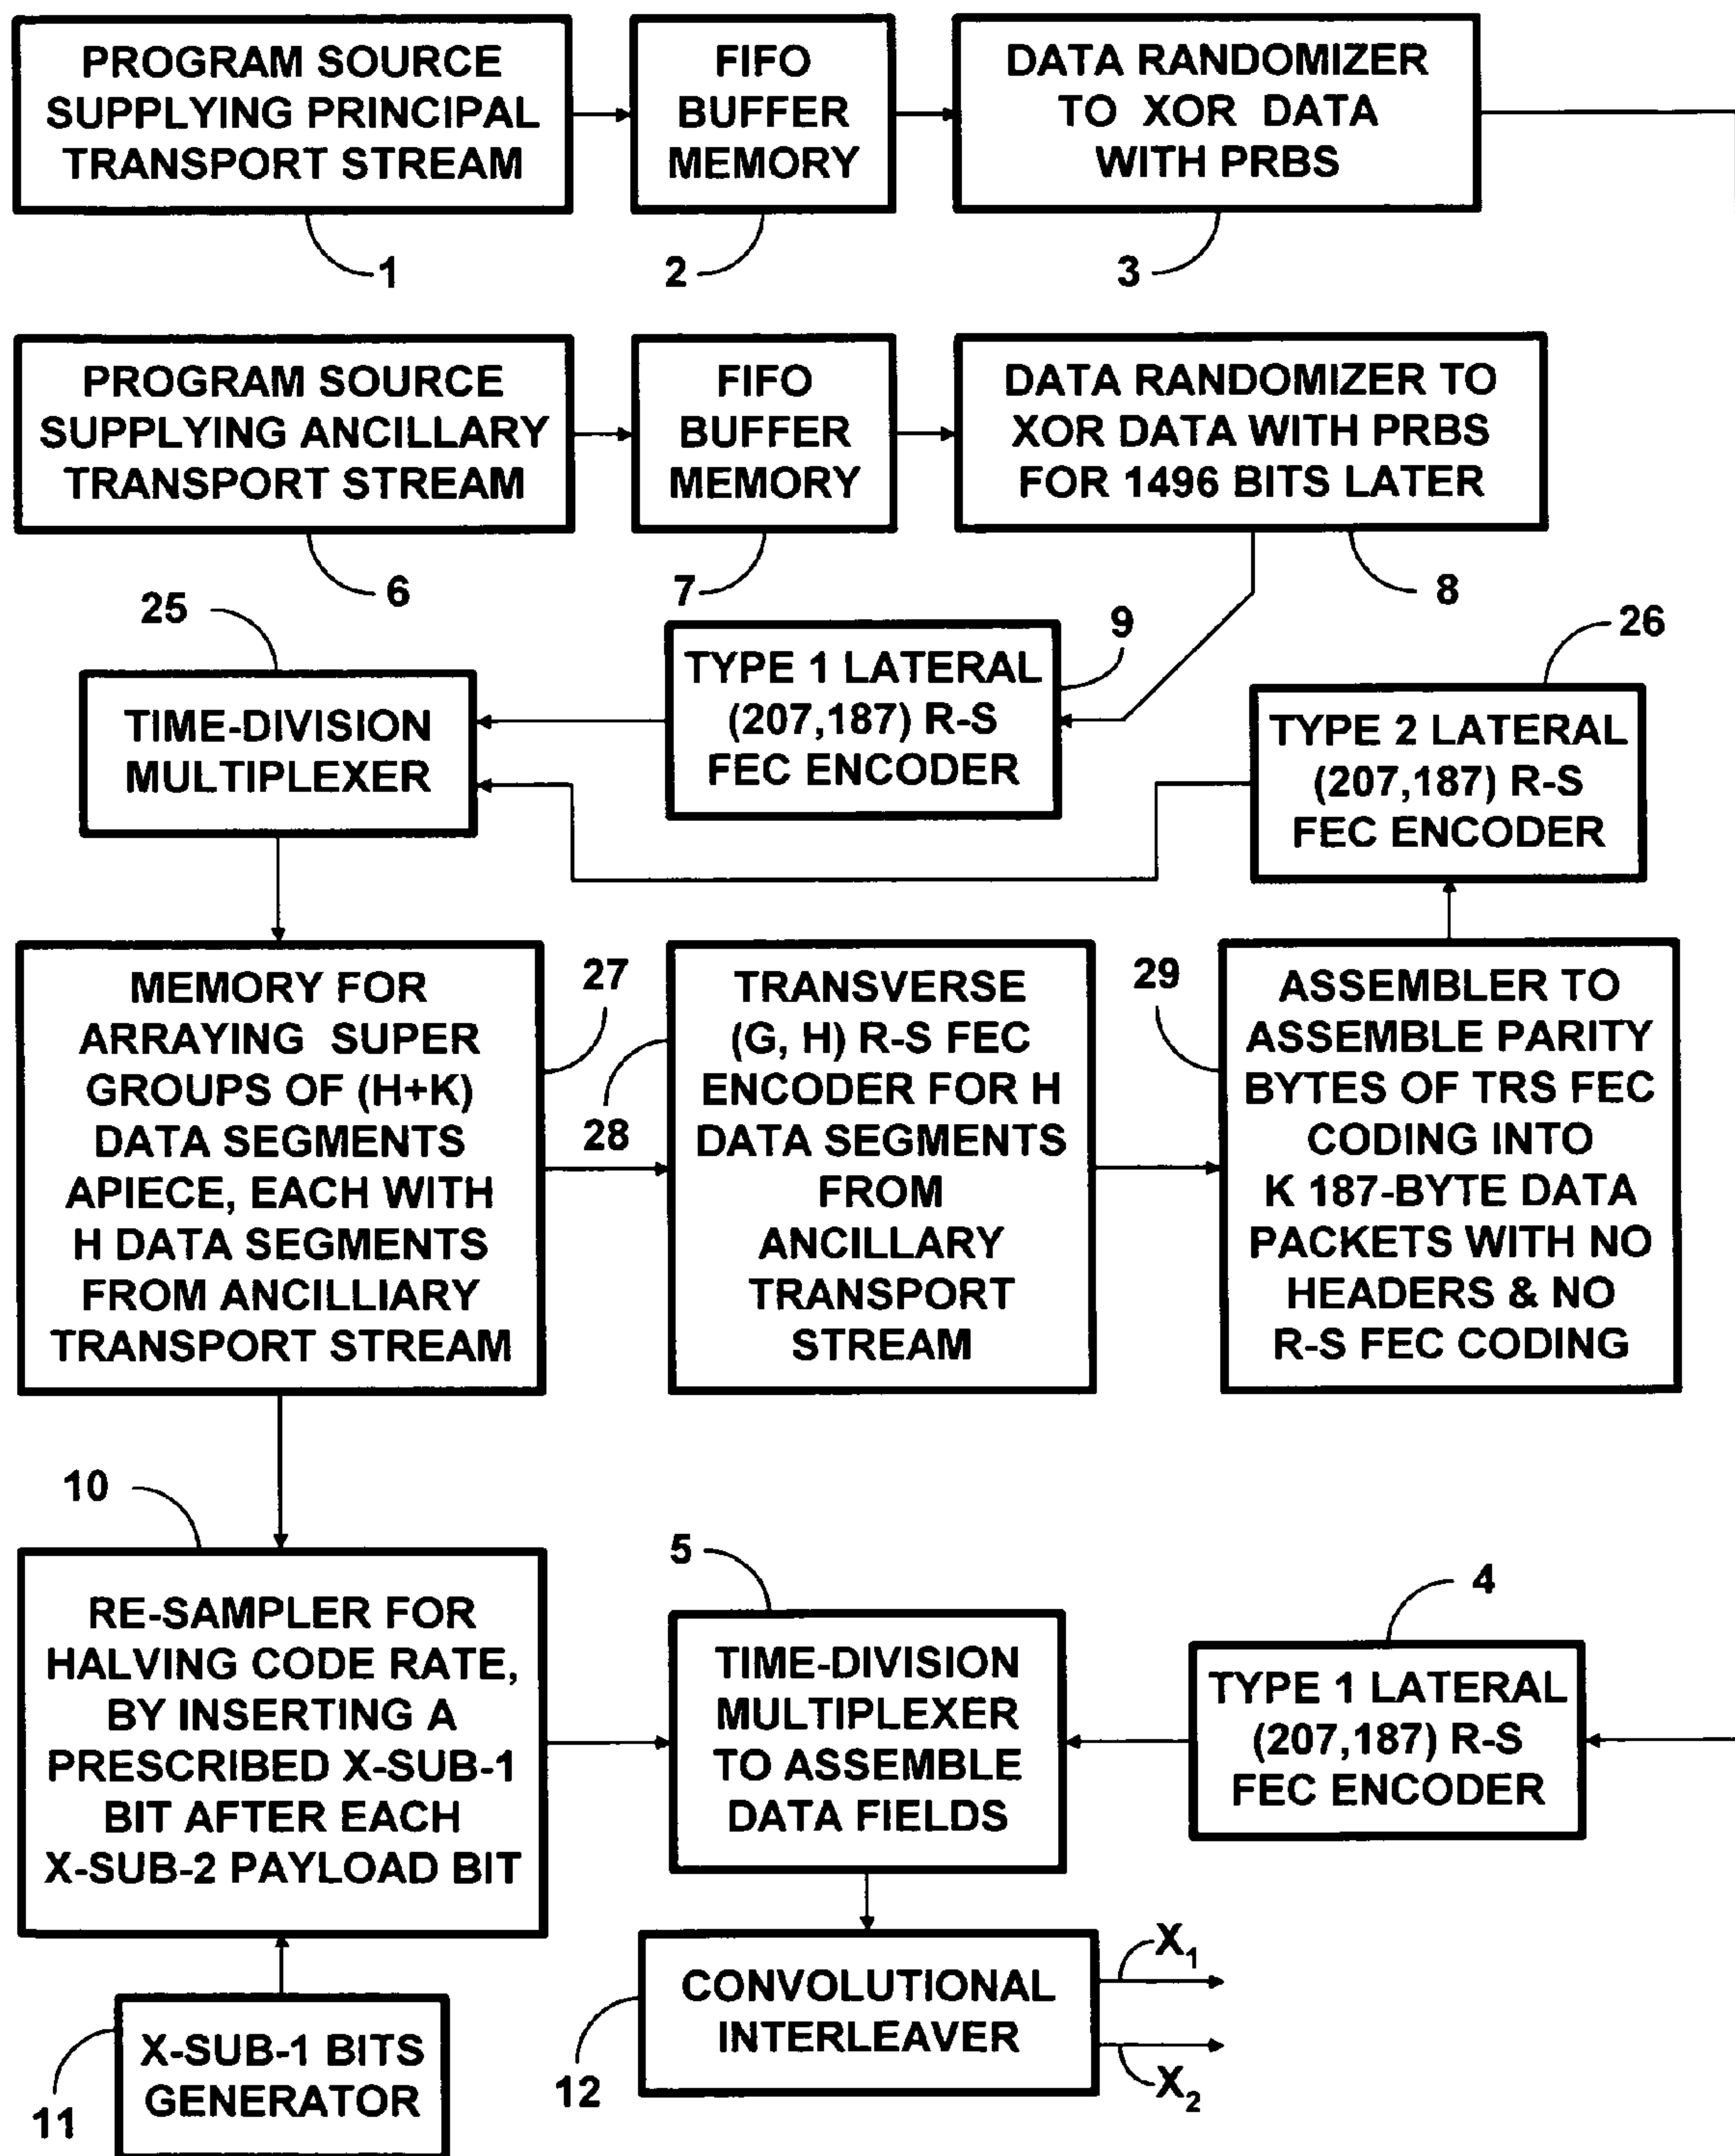 PROGRAM SOURCE
SUPPLYING PRINCIPAL
TRANSPORT STREAM
1
FIFO
BUFFER
MEMORY
2
DATA RANDOMIZER
TO XOR DATA
WITH PRBS
3
PROGRAM SOURCE
SUPPLYING ANCILLARY
TRANSPORT STREAM
6
FIFO
BUFFER
MEMORY
7
DATA RANDOMIZER TO
XOR DATA WITH PRBS
FOR 1496 BITS LATER
8
25
TIME-DIVISION
MULTIPLEXER
9
TYPE 1 LATERAL
(207,187) R-S
FEC ENCODER
26
TYPE 2 LATERAL
(207,187) R-S
FEC ENCODER
MEMORY FOR
ARRAYING SUPER
GROUPS OF (H+K)
DATA SEGMENTS
APIECE, EACH WITH
H DATA SEGMENTS
FROM ANCILLIARY
TRANSPORT STREAM
27
28
TRANSVERSE
(G, H) R-S FEC
ENCODER FOR H
DATA SEGMENTS
FROM
ANCILLARY
TRANSPORT
STREAM
29
ASSEMBLER TO
ASSEMBLE PARITY
BYTES OF TRS FEC
CODING INTO
K 187-BYTE DATA
PACKETS WITH NO
HEADERS & NO
R-S FEC CODING
10
RE-SAMPLER FOR
HALVING CODE RATE,
BY INSERTING A
PRESCRIBED X-SUB-1
BIT AFTER EACH
X-SUB-2 PAYLOAD BIT
5
TIME-DIVISION
MULTIPLEXER
TO ASSEMBLE
DATA FIELDS
4
TYPE 1 LATERAL
(207,187) R-S
FEC ENCODER
11
X-SUB-1 BITS
GENERATOR
12
CONVOLUTIONAL
INTERLEAVER
X₁
X₂